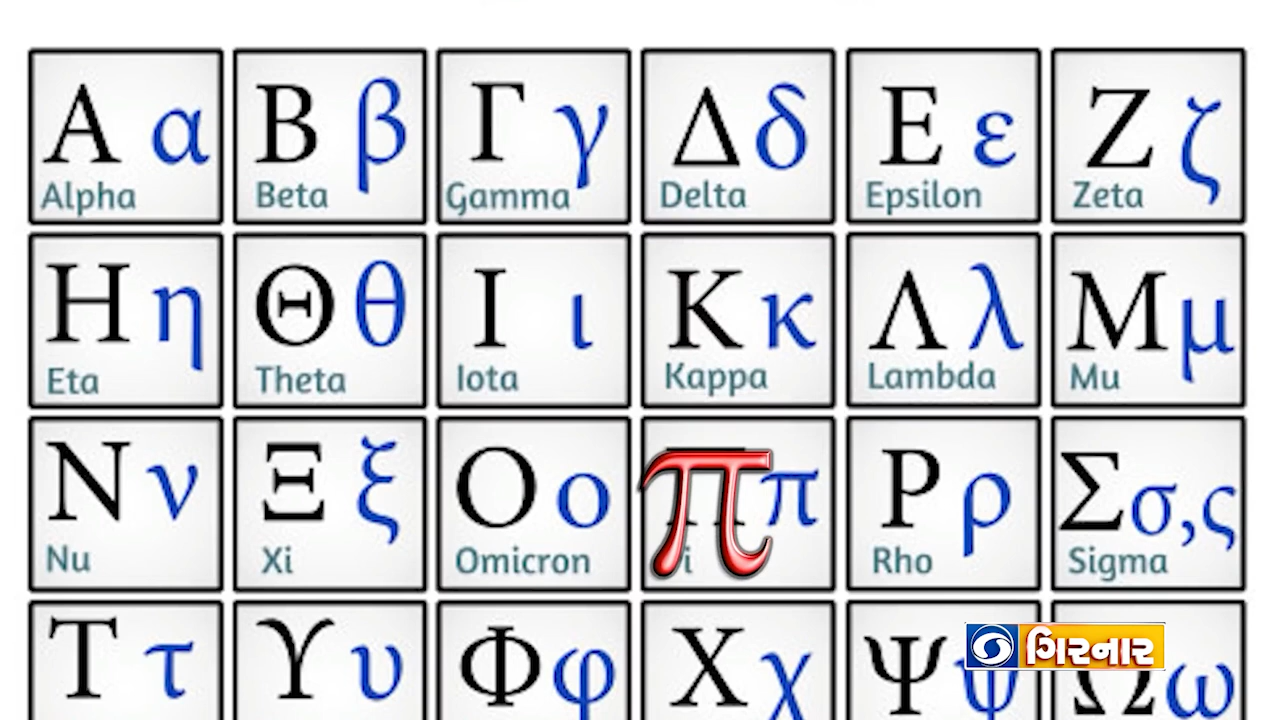 Α α Β β Γ γ Δ δ Ε ε Ζ ζ
Alpha Beta Gamma Delta Epsilon Zeta
Η η Θ θ Ι ι Κ κ Λ λ Μ μ
Eta Theta Iota Kappa Lambda Mu
Ν ν Ξ ξ Ο ο π π Ρ ρ Σ σ,ς
Nu Xi Omicron Rho Sigma
Τ τ Υ υ Φ φ Χ χ Ψ ψ Ω ω
ગિરનાર